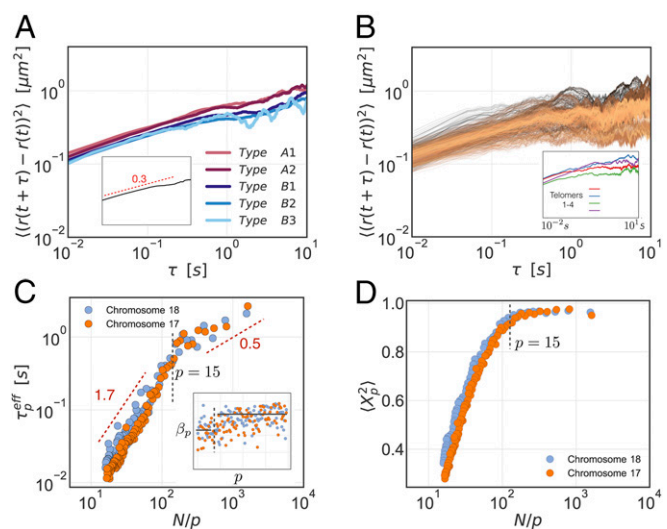 A
B
⟨(r(t + τ) − r(t))²⟩ [μm²]
10⁰
10⁻¹
10⁻²
0.3
Type A1
Type A2
Type B1
Type B2
Type B3
10⁻² 10⁻¹ 10⁰ 10¹
τ [s]
⟨(r(t + τ) − r(t))²⟩ [μm²]
10⁰
10⁻¹
10⁻²
Telomers
1-4
10⁻²s 10¹s
10⁻² 10⁻¹ 10⁰ 10¹
τ [s]
C
D
τₚᵉᶠᶠ [s]
10⁰
10⁻¹
10⁻²
Chromosome 18
Chromosome 17
1.7
0.5
p = 15
βₚ
p
10¹ 10² 10³ 10⁴
N/p
⟨Xₚ²⟩
1.0
0.8
0.6
0.4
p = 15
Chromosome 18
Chromosome 17
10¹ 10² 10³ 10⁴
N/p